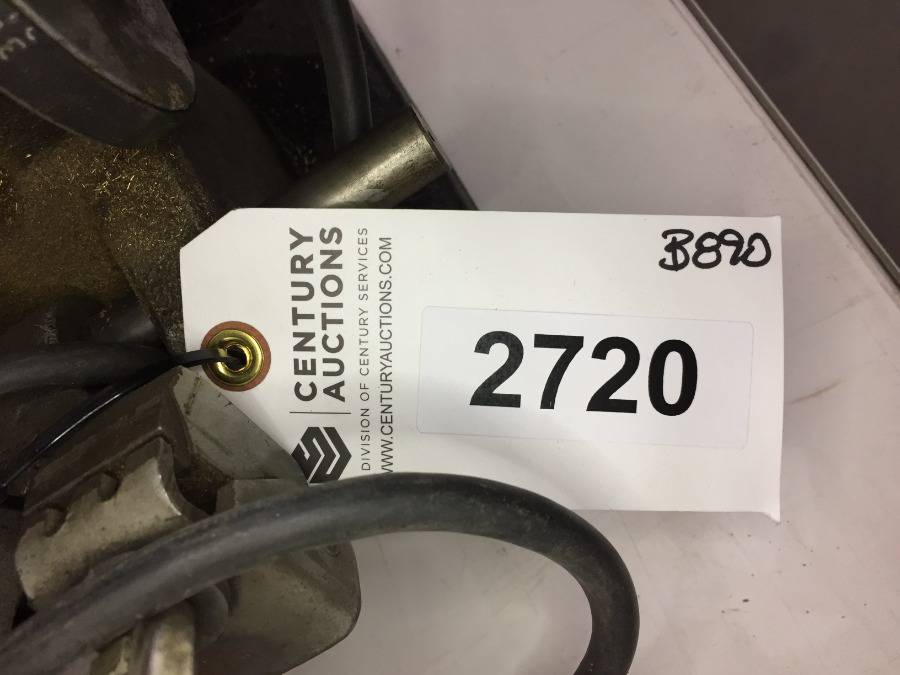 B890
2720
CENTURY
AUCTIONS
DIVISION OF CENTURY SERVICES
WWW.CENTURYAUCTIONS.COM